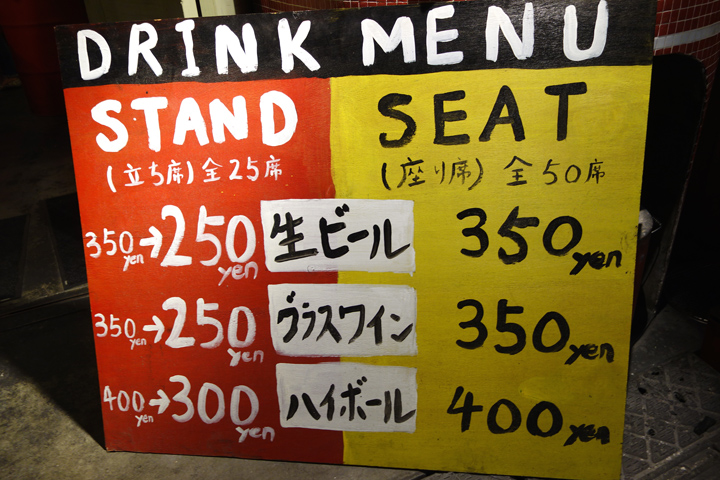 DRINK MENU
STAND SEAT
(立ち席) 全25席 (座り席) 全50席
350yen→250yen 生ビール 350yen
350yen→250yen グラスワイン 350yen
400yen→300yen ハイボール 400yen